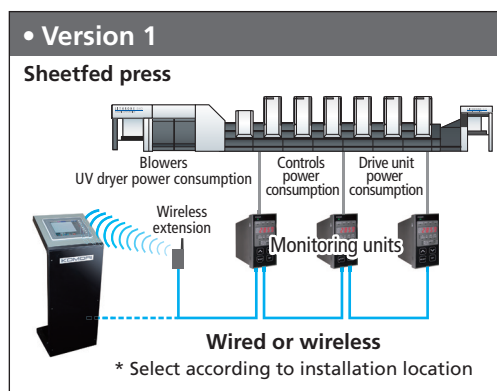 • Version 1
Sheetfed press
Blowers
UV dryer power consumption
Controls
power
consumption
Drive unit
power
consumption
Wireless
extension
Monitoring units
KOMORI
Wired or wireless
* Select according to installation location